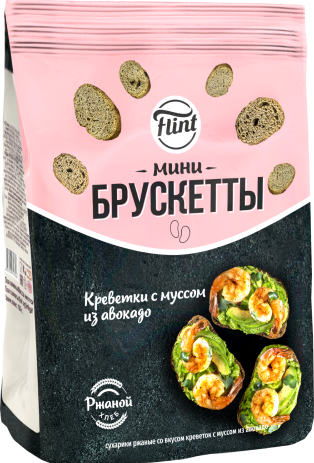 Flint
МИНИ
БРУСКЕТТЫ
Креветки с муссом
из авокадо
Ржаной
ХЛЕБ
сухарики ржаные со вкусом креветок с муссом из авокадо